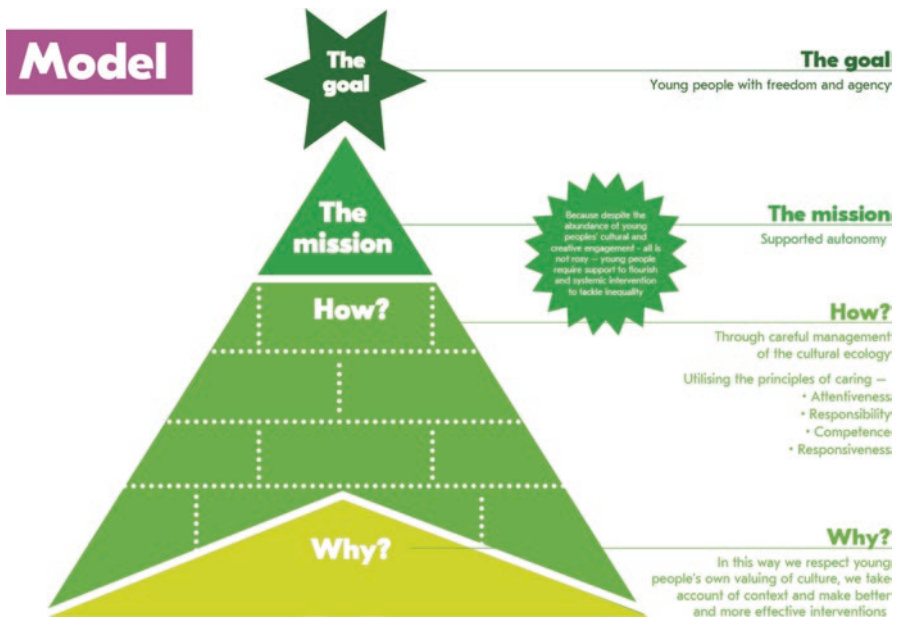 Model
The
goal
The
mission
How?
Why?
The goal
Young people with freedom and agency
Because despite the
abundance of young
peoples' cultural and
creative engagement - all is
not rosy – young people
require support to flourish
and systemic intervention
to tackle inequality
The mission
Supported autonomy
How?
Through careful management
of the cultural ecology
Utilising the principles of caring –
• Attentiveness
• Responsibility
• Competence
• Responsiveness
Why?
In this way we respect young
people's own valuing of culture, we take
account of context and make better
and more effective interventions